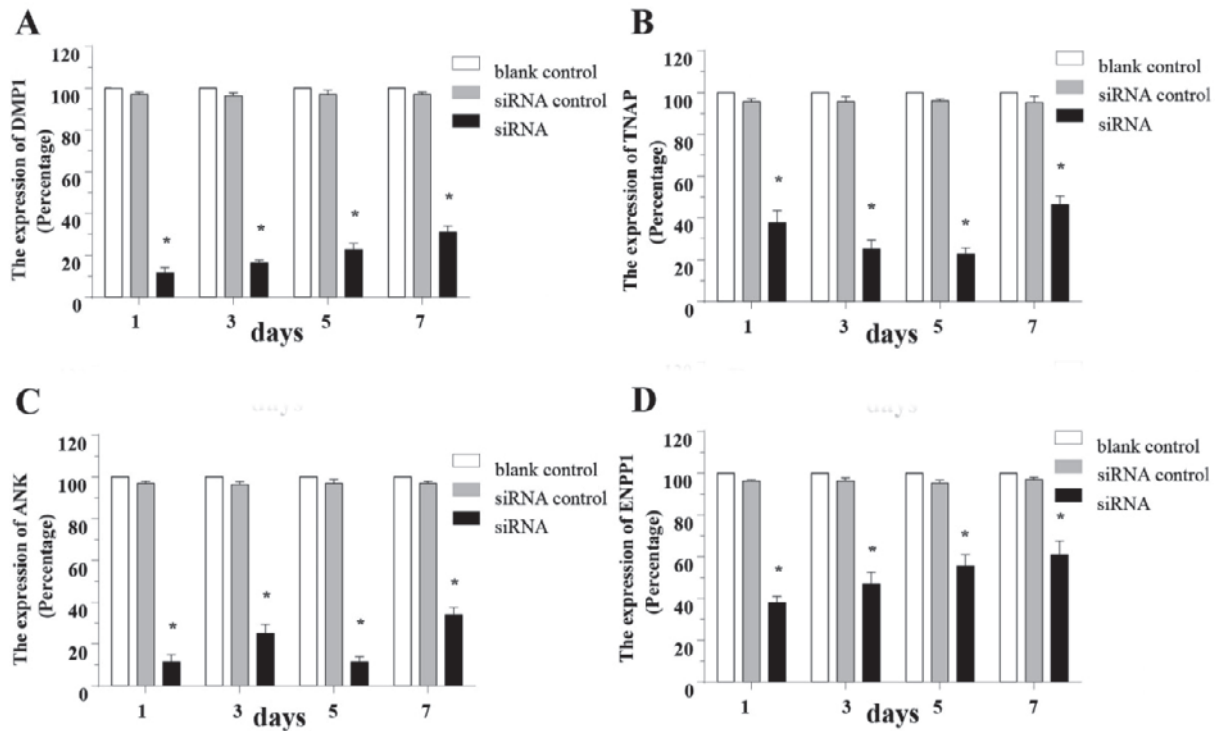 A
The expression of DMP1
(Percentage)
120
100
80
60
40
20
0
blank control
siRNA control
siRNA
* * * *
1 3 5 7
days
B
The expression of TNAP
(Percentage)
120
100
80
60
40
20
0
blank control
siRNA control
siRNA
* * * *
1 3 5 7
days
C
The expression of ANK
(Percentage)
120
100
80
60
40
20
0
days
blank control
siRNA control
siRNA
* * * *
1 3 5 7
days
D
The expression of ENPP1
(Percentage)
120
100
80
60
40
20
0
days
blank control
siRNA control
siRNA
* * * *
1 3 5 7
days